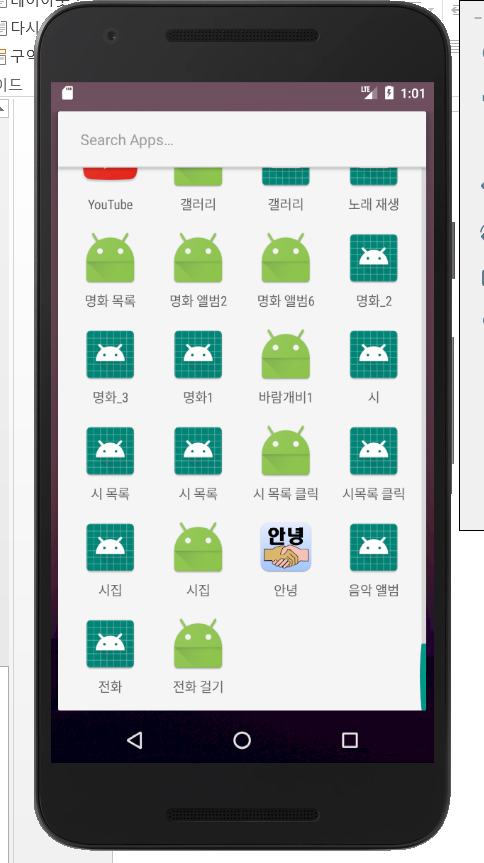 다시
구역
이드
LTE 1:01
Search Apps…
YouTube 갤러리 갤러리 노래 재생
명화 목록 명화 앨범2 명화 앨범6 명화_2
명화_3 명화1 바람개비1 시
시 목록 시 목록 시 목록 클릭 시목록 클릭
안녕
시집 시집 안녕 음악 앨범
전화 전화 걸기